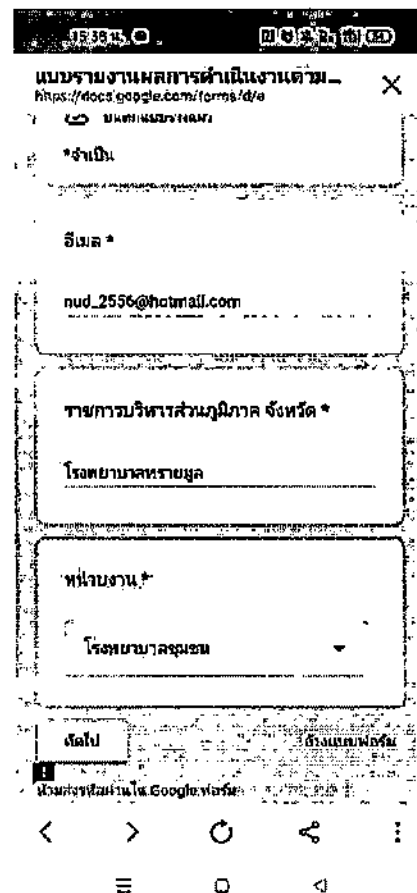 15:38 น.
แบบรายงานผลการดำเนินงานตาม...
https://docs.google.com/forms/d/e
*จำเป็น
อีเมล *
nud_2556@hotmail.com
ราชการบริหารส่วนภูมิภาค จังหวัด *
โรงพยาบาลทรายมูล
หน่วยงาน *
โรงพยาบาลชุมชน
ถัดไป
ล้างแบบฟอร์ม
ห้ามส่งรหัสผ่านใน Google ฟอร์ม